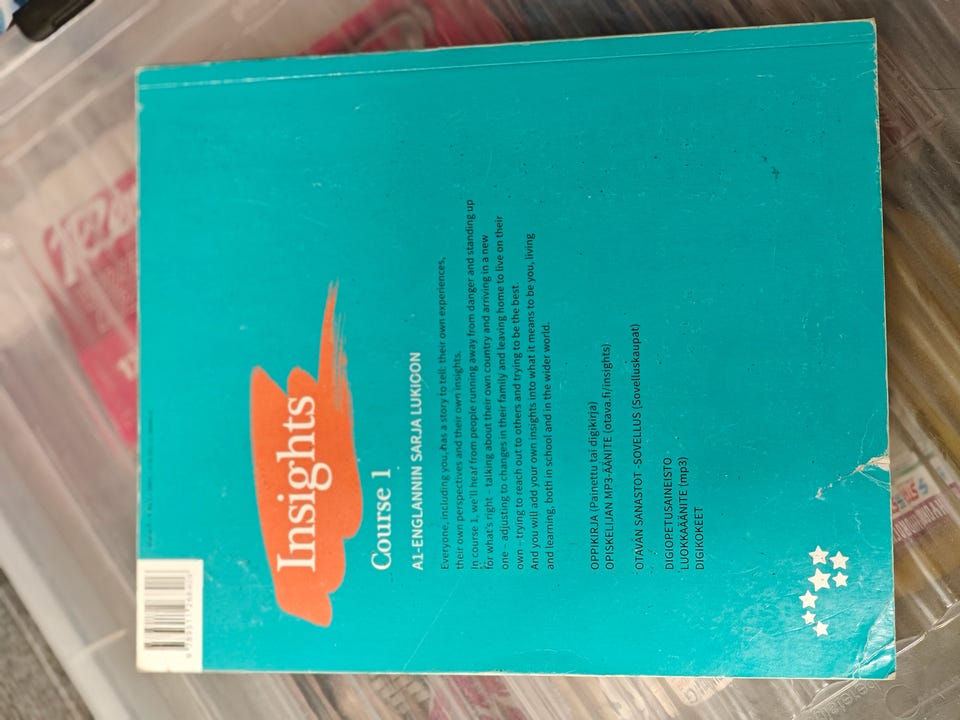 Insights
Course 1
A1-ENGLANNIN SARJA LUKIOON
Everyone, including you, has a story to tell: their own experiences,
their own perspectives and their own insights.
In course 1, we'll hear from people running away from danger and standing up
for what's right – talking about their own country and arriving in a new
one – adjusting to changes in their family and leaving home to live on their
own – trying to reach out to others and trying to be the best.
And you will add your own insights into what it means to be you, living
and learning, both in school and in the wider world.
OPPIKIRJA (Painettu tai digikirja)
OPISKELIJAN MP3-ÄÄNITE (otava.fi/insights)
OTAVAN SANASTOT -SOVELLUS (Sovelluskaupat)
DIGIOPETUSAINEISTO
LUOKKAÄÄNITE (mp3)
DIGIKOKEET